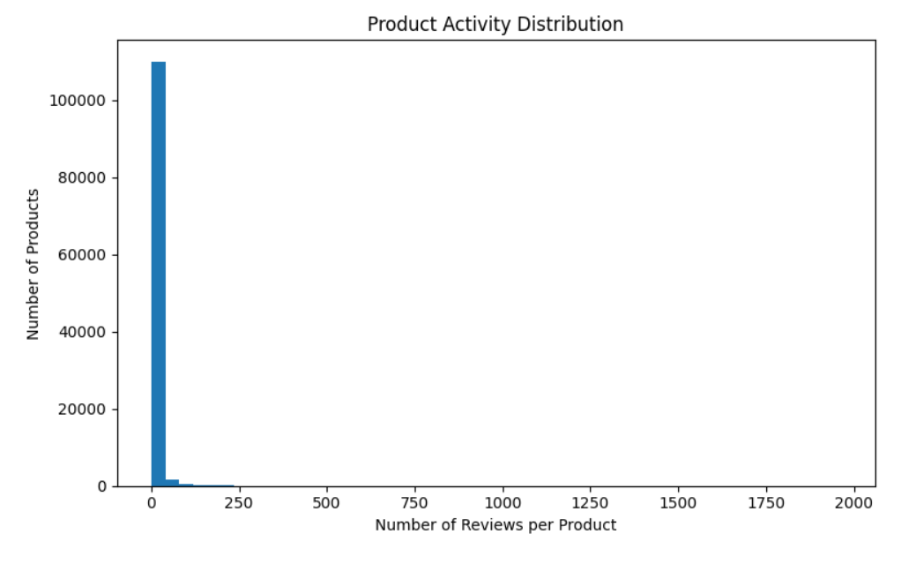 Product Activity Distribution
Number of Products
100000
80000
60000
40000
20000
0
0 250 500 750 1000 1250 1500 1750 2000
Number of Reviews per Product